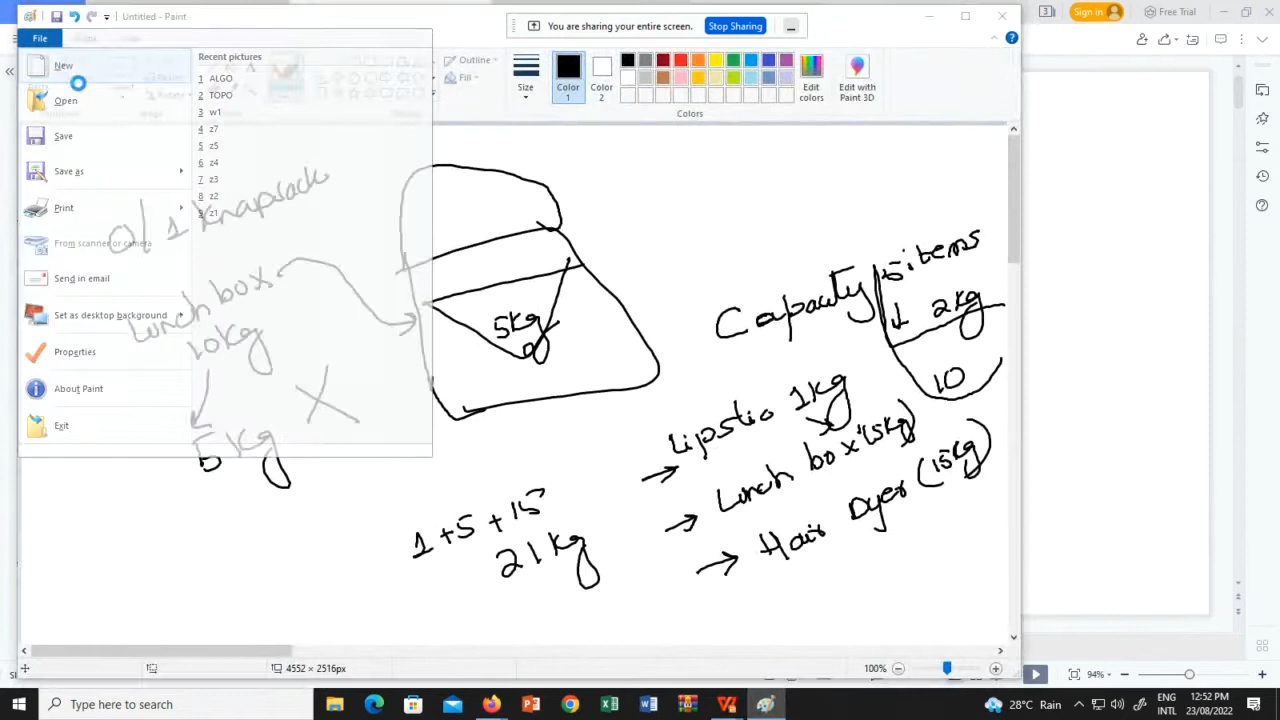 Untitled - Paint
You are sharing your entire screen.
Stop Sharing
3
Sign in
Free Trial
File
New
Open
Save
Save as
Print
From scanner or camera
Send in email
Set as desktop background
Properties
About Paint
Exit
Recent pictures
1 ALGO
2 TOPO
3 w1
4 z7
5 z5
6 z4
7 z3
8 z2
9 z1
Outline
Fill
Size
Color 1
Color 2
Edit colors
Edit with Paint 3D
Colors
0/1 Knapsack
Lunch box
10kg
5kg
5kg
Capacity
5 items
2kg
10
Lipstic 1kg
Lunch box (5kg)
Hair Dyer (15kg)
1+5+15
21kg
4552 × 2516px
100%
94%
Type here to search
28°C Rain
ENG
INTL
12:52 PM
23/08/2022